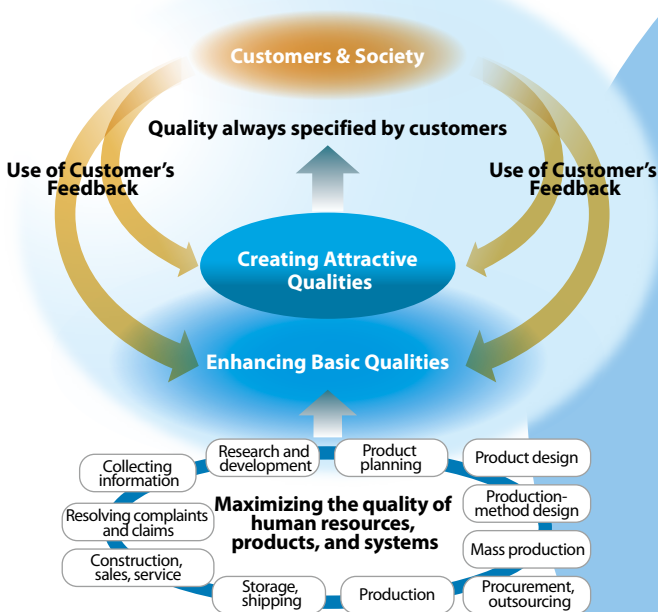 Customers & Society
Quality always specified by customers
Use of Customer's
Feedback
Use of Customer's
Feedback
Creating Attractive
Qualities
Enhancing Basic Qualities
Research and
development
Product
planning
Product design
Collecting
information
Production-
method design
Resolving complaints
and claims
Maximizing the quality of
human resources,
products, and systems
Mass production
Construction,
sales, service
Storage,
shipping
Production
Procurement,
outsourcing